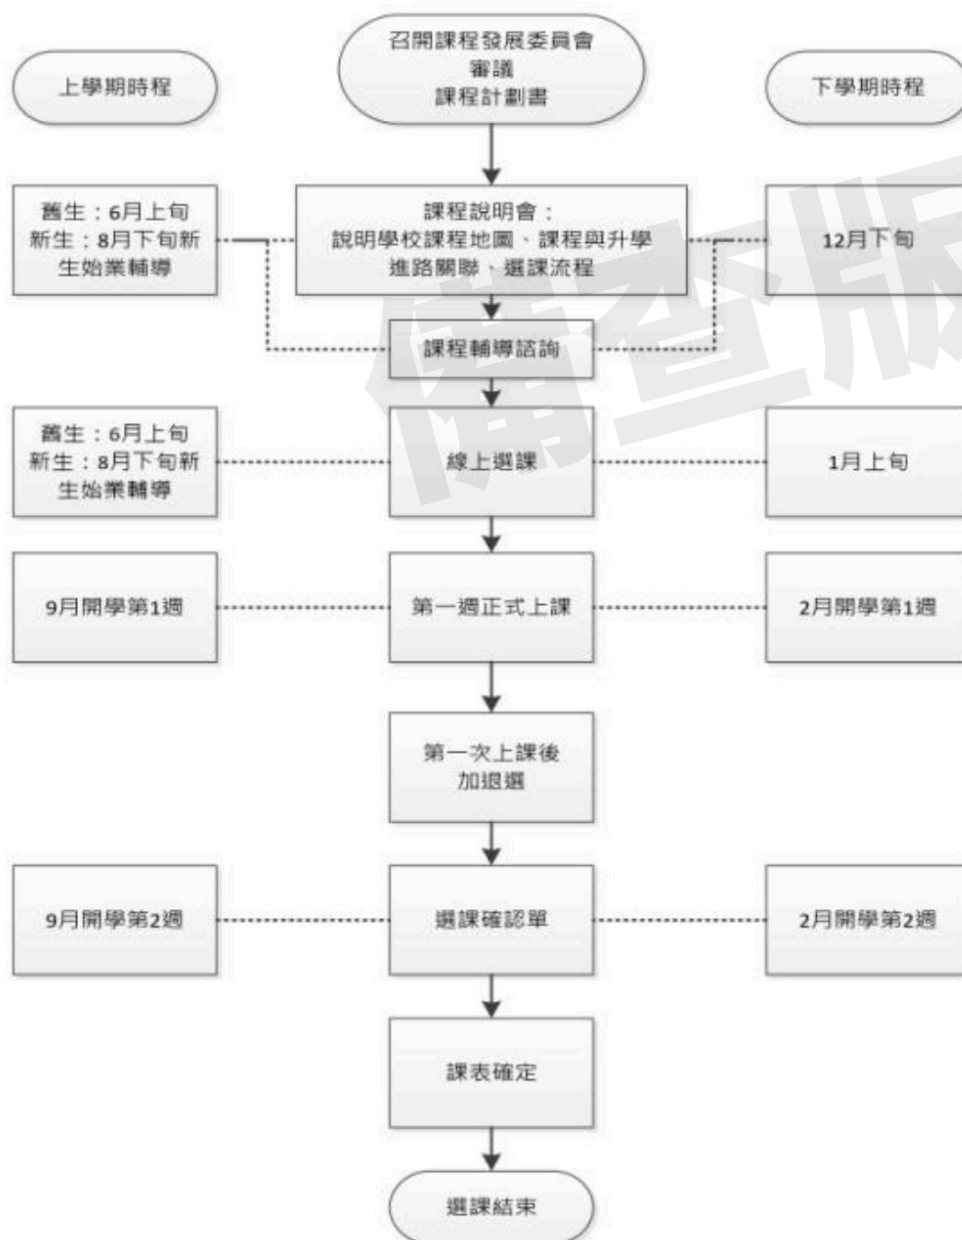 召開課程發展委員會
審議
課程計劃書
上學期時程
下學期時程
舊生：6月上旬
新生：8月下旬新
生始業輔導
課程說明會：
說明學校課程地圖、課程與升學
進路關聯、選課流程
12月下旬
課程輔導諮詢
舊生：6月上旬
新生：8月下旬新
生始業輔導
線上選課
1月上旬
9月開學第1週
第一週正式上課
2月開學第1週
第一次上課後
加退選
9月開學第2週
選課確認單
2月開學第2週
課表確定
選課結束
備查版